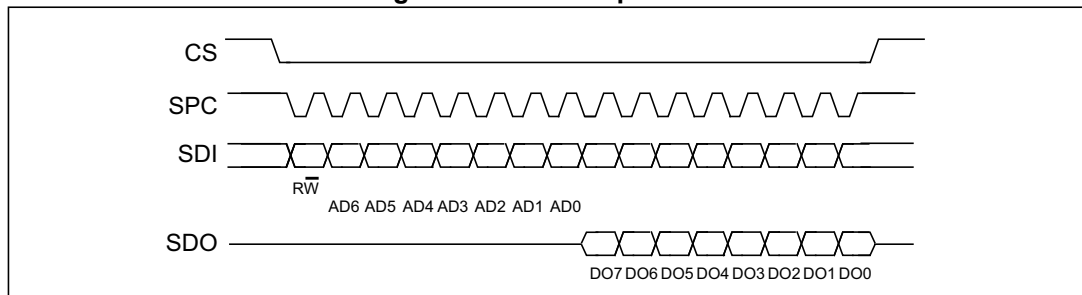 CS
SPC
SDI
RW
AD6 AD5 AD4 AD3 AD2 AD1 AD0
SDO
DO7 DO6 DO5 DO4 DO3 DO2 DO1 DO0